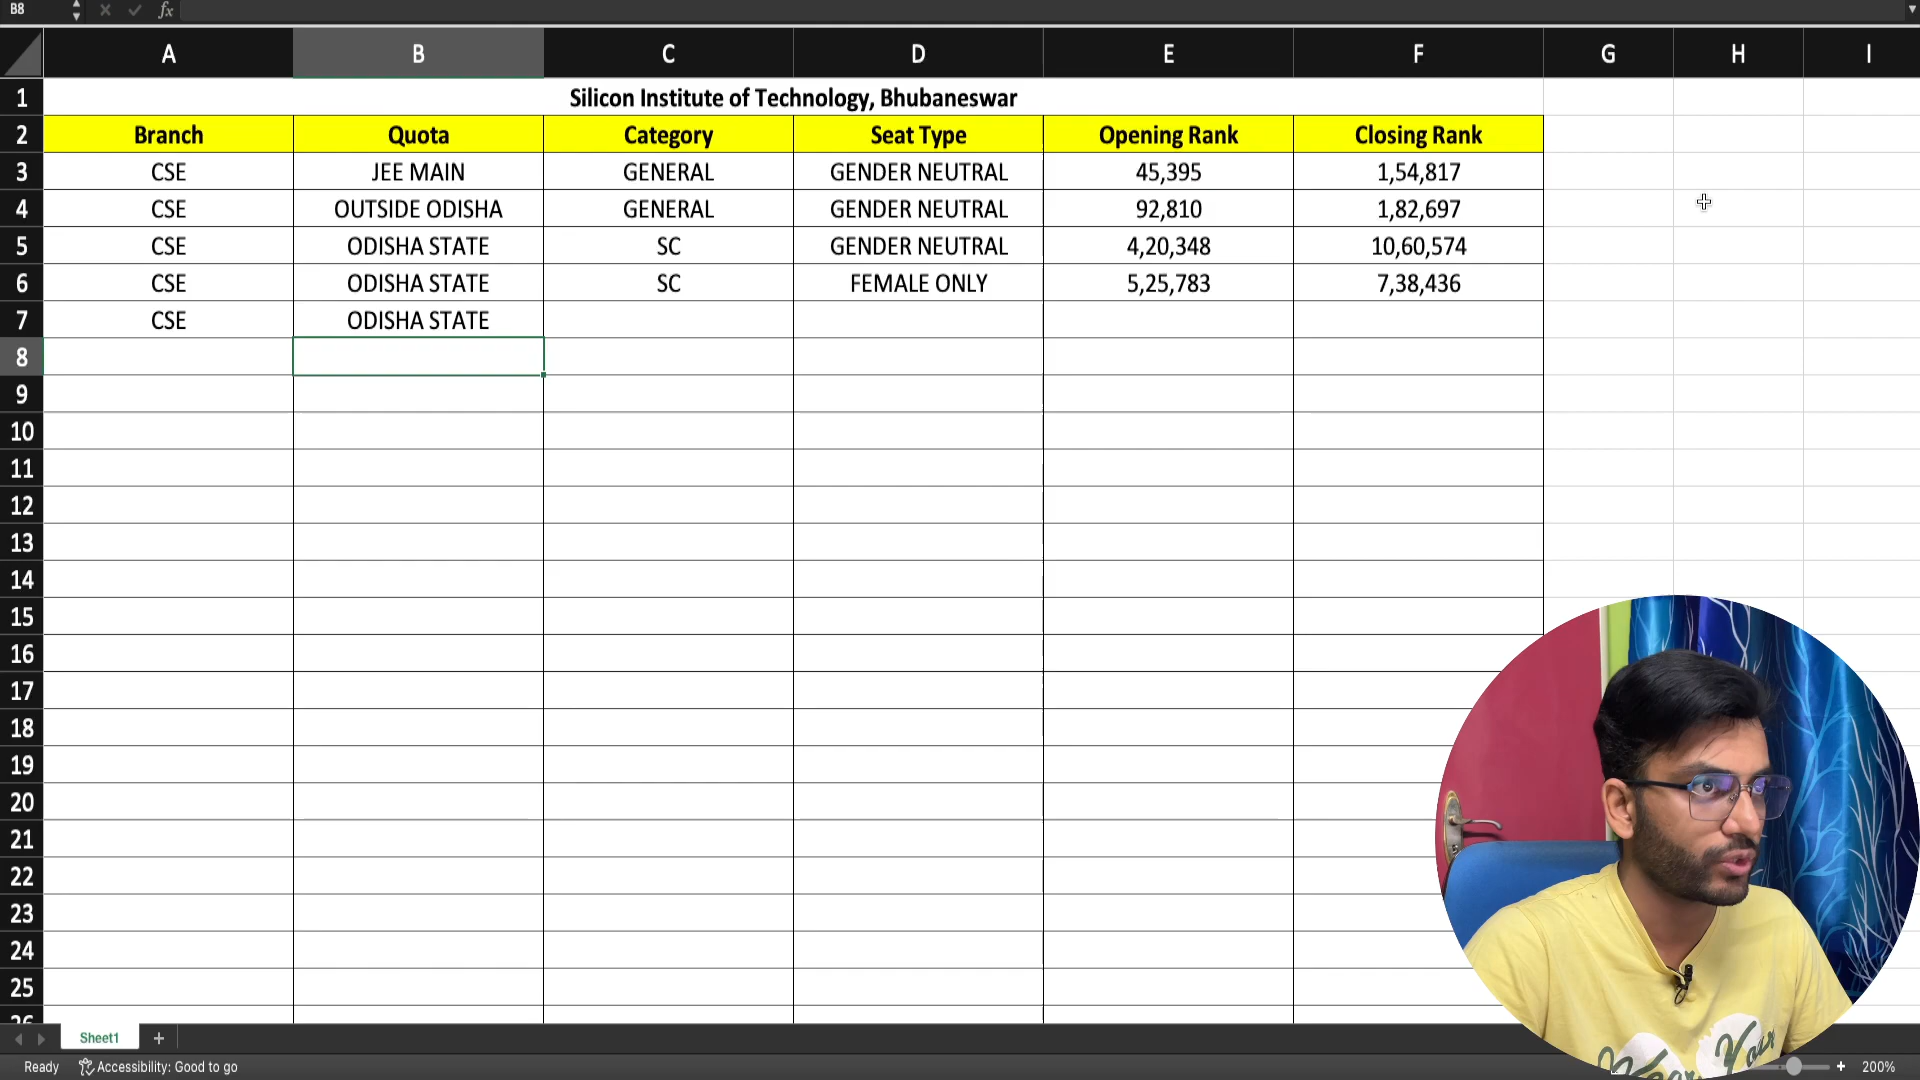 B8 fx
A B C D E F G H I
1 Silicon Institute of Technology, Bhubaneswar
2 Branch Quota Category Seat Type Opening Rank Closing Rank
3 CSE JEE MAIN GENERAL GENDER NEUTRAL 45,395 1,54,817
4 CSE OUTSIDE ODISHA GENERAL GENDER NEUTRAL 92,810 1,82,697
5 CSE ODISHA STATE SC GENDER NEUTRAL 4,20,348 10,60,574
6 CSE ODISHA STATE SC FEMALE ONLY 5,25,783 7,38,436
7 CSE ODISHA STATE
8
9
10
11
12
13
14
15
16
17
18
19
20
21
22
23
24
25
26
Sheet1 +
Ready Accessibility: Good to go + 200%
Your